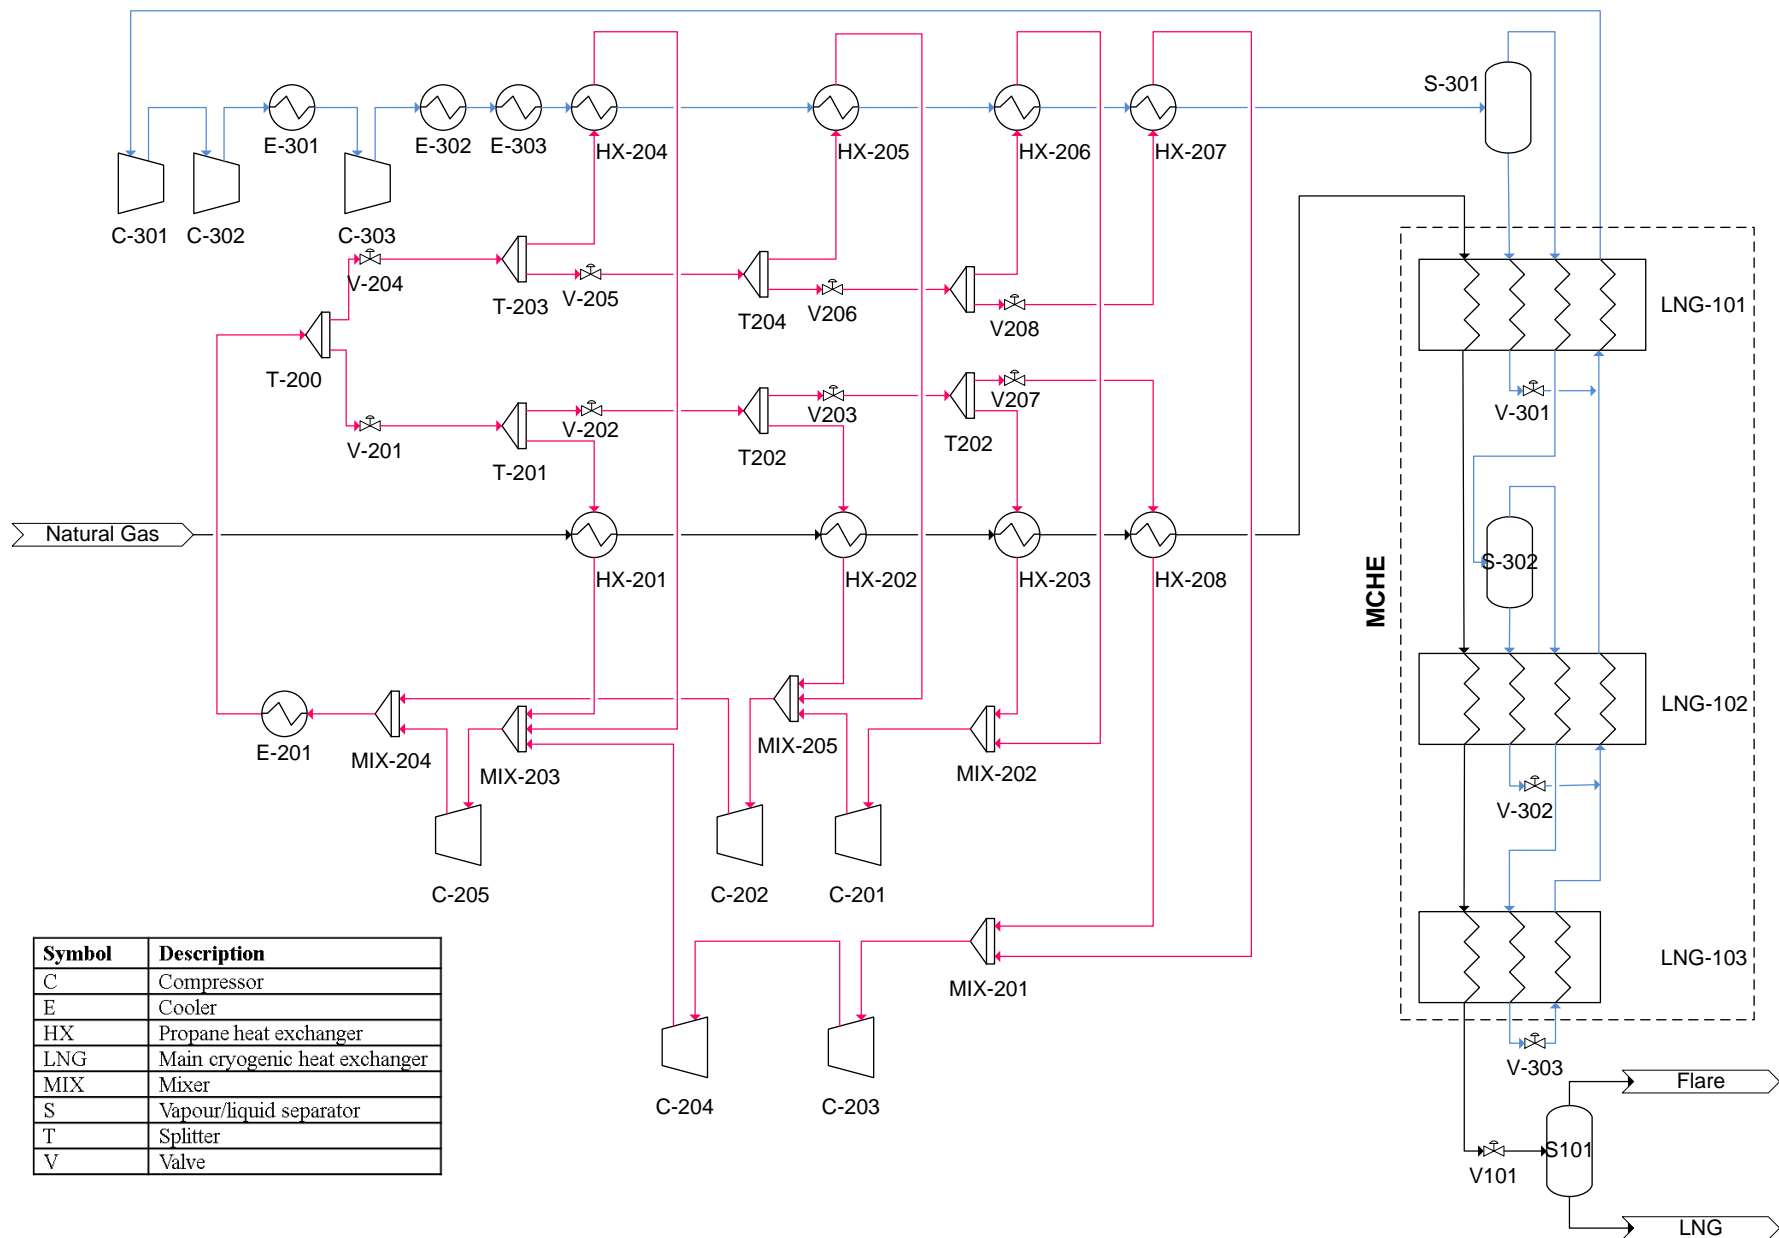 S-301
E-301
E-302
E-303
HX-204
HX-205
HX-206
HX-207
C-301
C-302
C-303
V-204
T-203
V-205
T204
V206
V208
LNG-101
T-200
V-201
T-201
V-202
T202
V203
T202
V207
V-301
Natural Gas
HX-201
HX-202
HX-203
HX-208
S-302
MCHE
E-201
MIX-204
MIX-203
MIX-205
MIX-202
LNG-102
V-302
C-205
C-202
C-201
LNG-103
MIX-201
V-303
C-204
C-203
Flare
S101
V101
LNG
Symbol Description
C Compressor
E Cooler
HX Propane heat exchanger
LNG Main cryogenic heat exchanger
MIX Mixer
S Vapour/liquid separator
T Splitter
V Valve